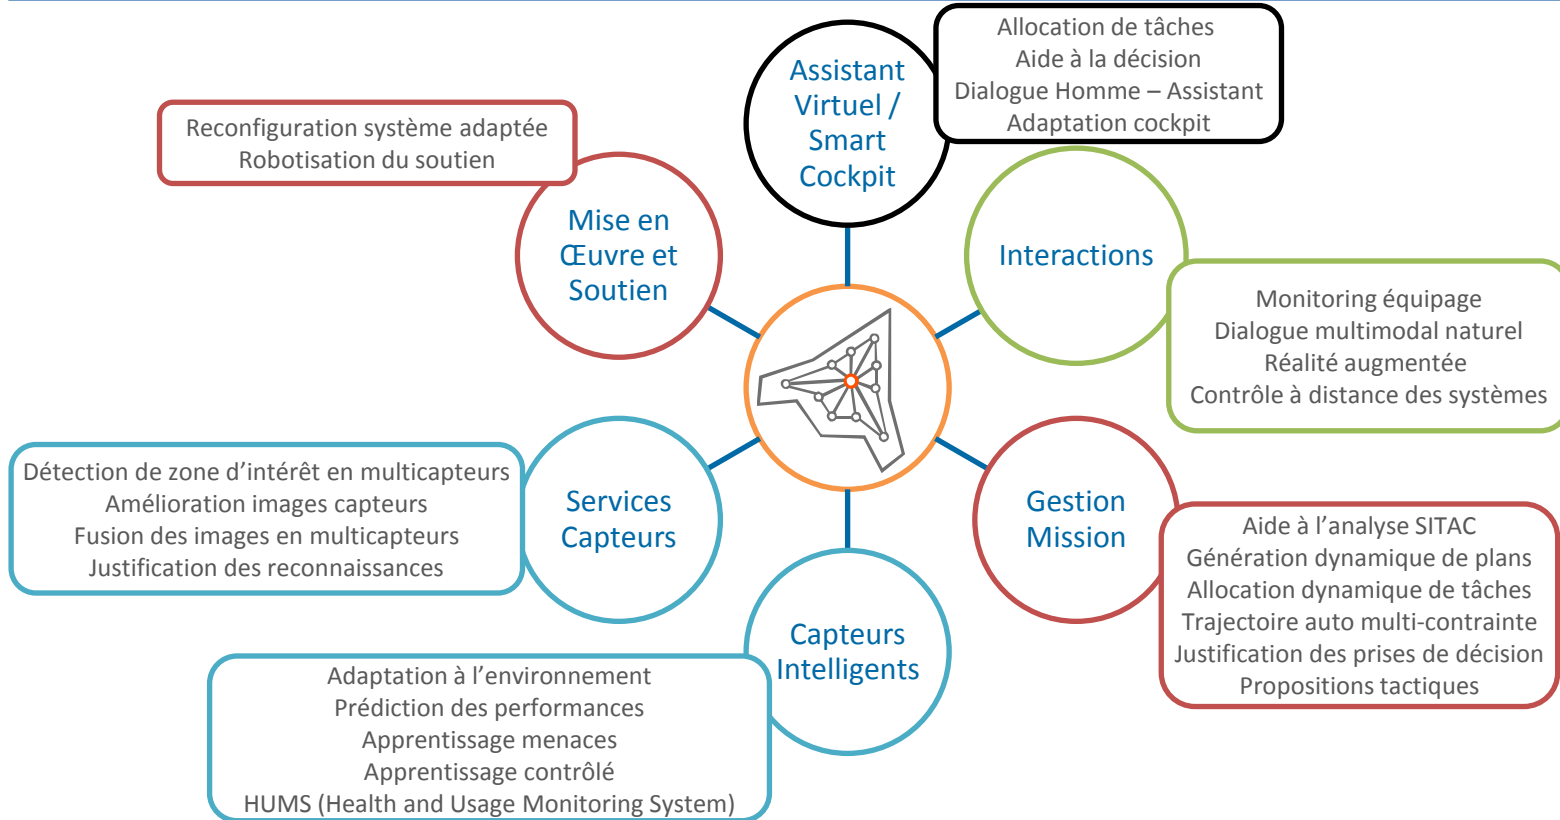 Assistant
Virtuel /
Smart
Cockpit
Allocation de tâches
Aide à la décision
Dialogue Homme – Assistant
Adaptation cockpit
Interactions
Monitoring équipage
Dialogue multimodal naturel
Réalité augmentée
Contrôle à distance des systèmes
Gestion
Mission
Aide à l’analyse SITAC
Génération dynamique de plans
Allocation dynamique de tâches
Trajectoire auto multi-contrainte
Justification des prises de décision
Propositions tactiques
Capteurs
Intelligents
Adaptation à l’environnement
Prédiction des performances
Apprentissage menaces
Apprentissage contrôlé
HUMS (Health and Usage Monitoring System)
Services
Capteurs
Détection de zone d’intérêt en multicapteurs
Amélioration images capteurs
Fusion des images en multicapteurs
Justification des reconnaissances
Mise en
Œuvre et
Soutien
Reconfiguration système adaptée
Robotisation du soutien